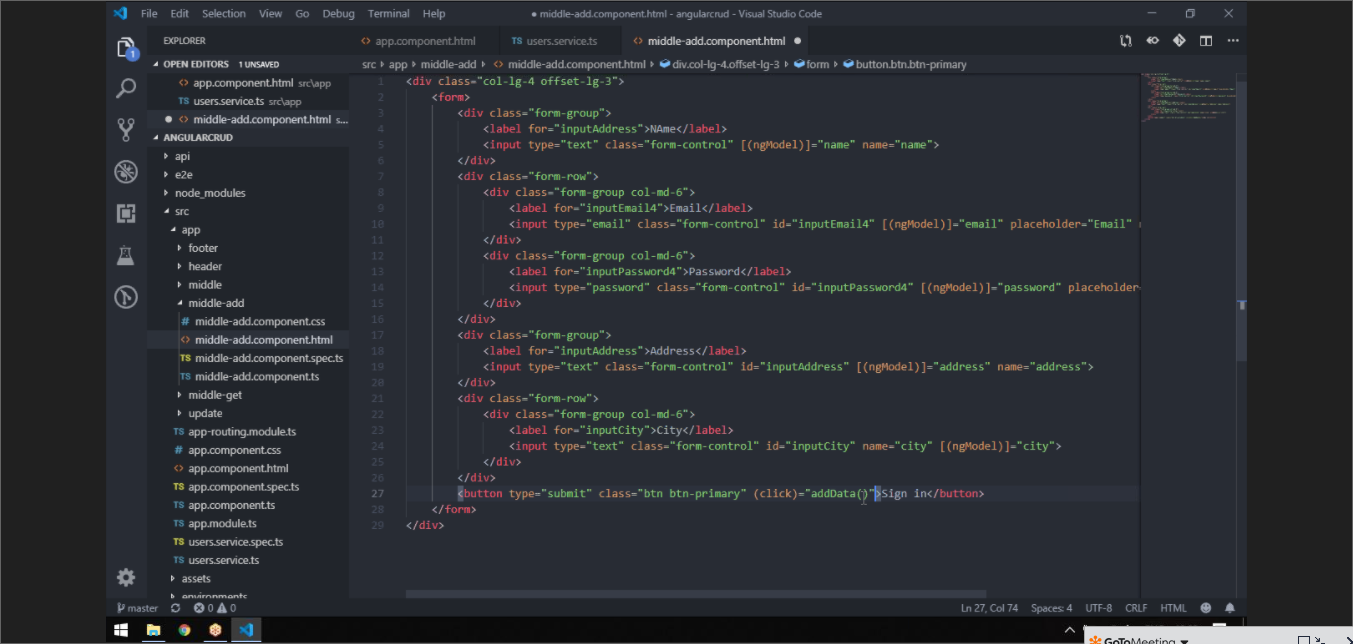 File Edit Selection View Go Debug Terminal Help
● middle-add.component.html - angularcrud - Visual Studio Code
EXPLORER
OPEN EDITORS 1 UNSAVED
<> app.component.html src\app
TS users.service.ts src\app
● <> middle-add.component.html s...
ANGULARCRUD
api
e2e
node_modules
src
app
footer
header
middle
middle-add
# middle-add.component.css
<> middle-add.component.html
TS middle-add.component.spec.ts
TS middle-add.component.ts
middle-get
update
TS app-routing.module.ts
# app.component.css
<> app.component.html
TS app.component.spec.ts
TS app.component.ts
TS app.module.ts
TS users.service.spec.ts
TS users.service.ts
assets
environments
1
<> app.component.html TS users.service.ts <> middle-add.component.html ●
src app middle-add <> middle-add.component.html div.col-lg-4.offset-lg-3 form button.btn.btn-primary
1 <div class="col-lg-4 offset-lg-3">
2 <form>
3 <div class="form-group">
4 <label for="inputAddress">NAme</label>
5 <input type="text" class="form-control" [(ngModel)]="name" name="name">
6 </div>
7 <div class="form-row">
8 <div class="form-group col-md-6">
9 <label for="inputEmail4">Email</label>
10 <input type="email" class="form-control" id="inputEmail4" [(ngModel)]="email" placeholder="Email"
11 </div>
12 <div class="form-group col-md-6">
13 <label for="inputPassword4">Password</label>
14 <input type="password" class="form-control" id="inputPassword4" [(ngModel)]="password" placeholder
15 </div>
16 </div>
17 <div class="form-group">
18 <label for="inputAddress">Address</label>
19 <input type="text" class="form-control" id="inputAddress" [(ngModel)]="address" name="address">
20 </div>
21 <div class="form-row">
22 <div class="form-group col-md-6">
23 <label for="inputCity">City</label>
24 <input type="text" class="form-control" id="inputCity" name="city" [(ngModel)]="city">
25 </div>
26 </div>
27 <button type="submit" class="btn btn-primary" (click)="addData()">Sign in</button>
28 </form>
29 </div>
master 0 0
Ln 27, Col 74 Spaces: 4 UTF-8 CRLF HTML
GoToMeeting